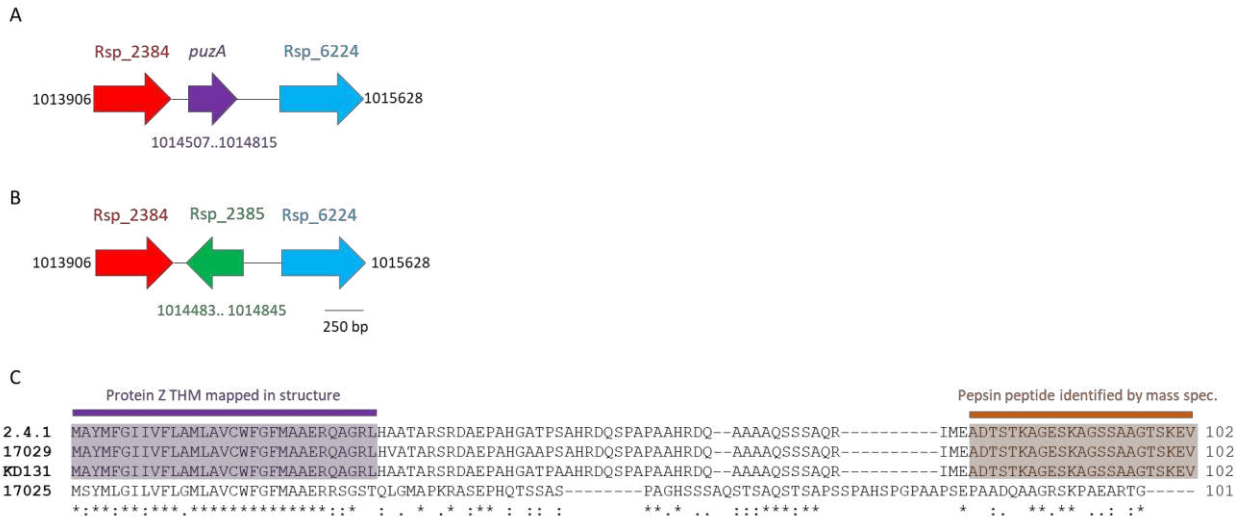 A
Rsp_2384 puzA Rsp_6224
1013906 1015628
1014507..1014815
B
Rsp_2384 Rsp_2385 Rsp_6224
1013906 1015628
1014483.. 1014845
250 bp
C
Protein Z THM mapped in structure Pepsin peptide identified by mass spec.
2.4.1 MAYMFGIIVFLAMLAVCWFGFMAAERQAGRLHAATARSRDAEPAHGATPSAHRDQSPAPAAHRDQ--AAAAQSSSAQR----------IMEADTSTKAGESKAGSSAAGTSKEV 102
17029 MAYMFGIIVFLAMLAVCWFGFMAAERQAGRLHVATARSRDAEPAHGAAPSAHRDQSPAPAAHRDQ--AAAAQSSSAQR----------IMEADTSTKAGESKAGSSAAGTSKEV 102
KD131 MAYMFGIIVFLAMLAVCWFGFMAAERQAGRLHAATARSRDAEPAHGATPSAHRDQSPAPAAHRDQ--AAAAQSSSAQR----------IMEADTSTKAGESKAGSSAAGTSKEV 102
17025 MSYMLGILVFLGMLAVCWFGFMAAERRSGSTQLGMAPKRASEPHQTSSAS--------PAGHSSSAQSTSAQSTSAPSSPAHSPGPAAPSEPAADQAAGRSKPAEARTG----- 101
*:**:**:***.**************::* : . * .* :** :: : : **.* .. :::**:** * :. **.** ..: :*